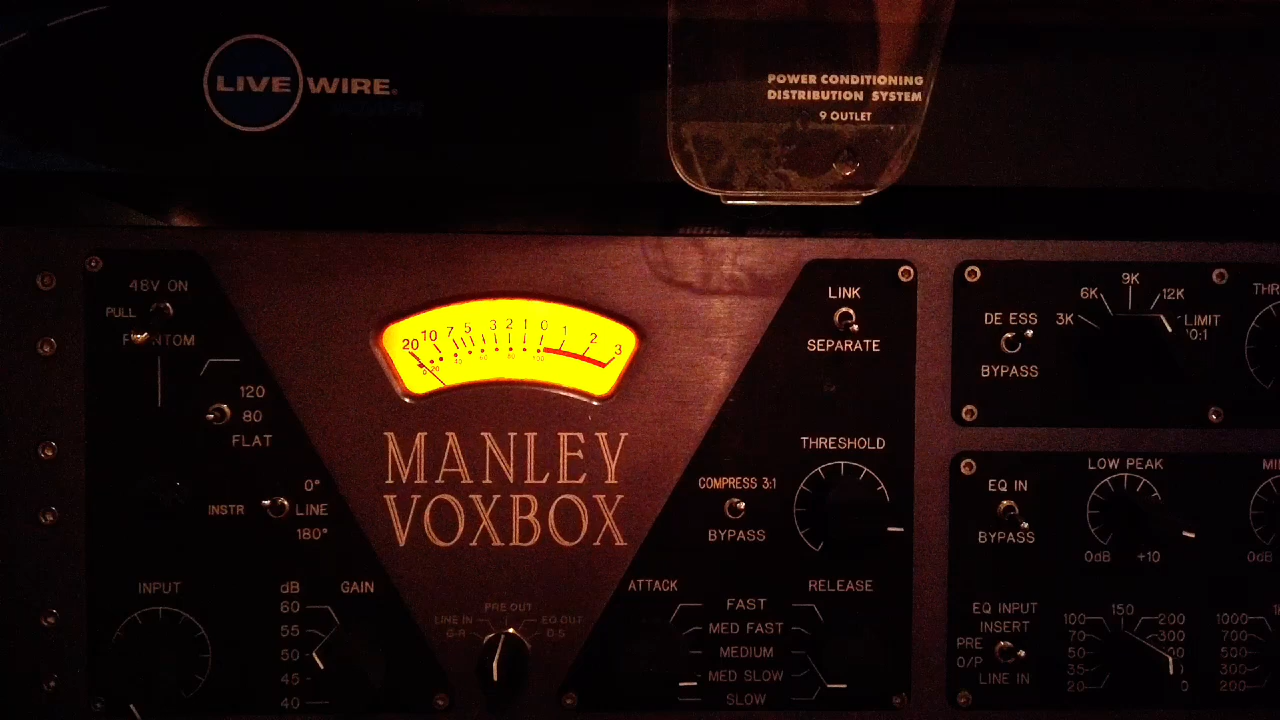 LIVE WIRE
POWER CONDITIONING
DISTRIBUTION SYSTEM
9 OUTLET
48V ON
PULL
PHANTOM
120
80
FLAT
0°
INSTR LINE
180°
INPUT
dB GAIN
60
55
50
45
40
20 10 7 5 3 2 1 0 1 2 3
MANLEY
VOXBOX
PRE OUT
LINE IN EQ OUT
G-R D-S
LINK
SEPARATE
THRESHOLD
COMPRESS 3:1
BYPASS
ATTACK RELEASE
FAST
MED FAST
MEDIUM
MED SLOW
SLOW
DE ESS
BYPASS
3K 6K 9K 12K LIMIT
THR
EQ IN
BYPASS
LOW PEAK
0dB +10
EQ INPUT
INSERT
PRE
O/P
LINE IN
150
100 200
70 300
50
35
20
1000
700
500
300
200